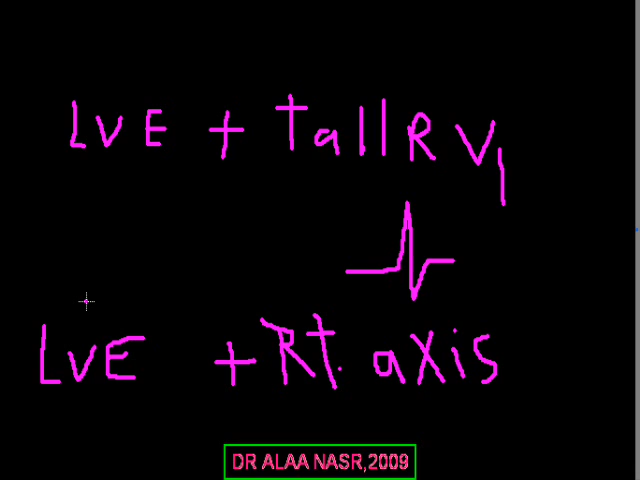 LVE + tall R V1
LVE + Rt. axis
DR ALAA NASR,2009